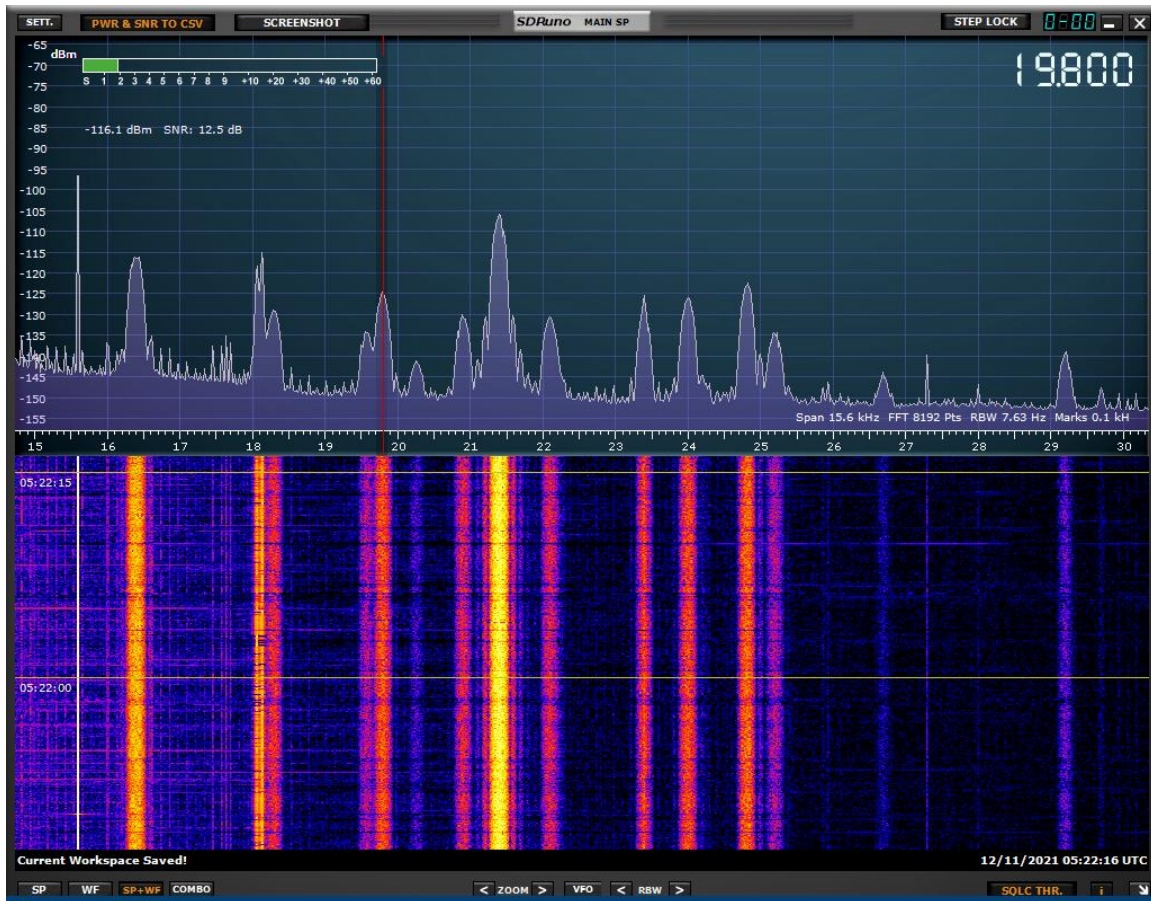 SETT. PWR & SNR TO CSV SCREENSHOT SDRuno MAIN SP STEP LOCK 0-00
-65
dBm
-70
S 1 2 3 4 5 6 7 8 9 +10 +20 +30 +40 +50 +60
19.800
-75
-80
-85
-116.1 dBm SNR: 12.5 dB
-90
-95
-100
-105
-110
-115
-120
-125
-130
-135
-140
-145
-150
-155
Span 15.6 kHz FFT 8192 Pts RBW 7.63 Hz Marks 0.1 kH
15 16 17 18 19 20 21 22 23 24 25 26 27 28 29 30
05:22:15
05:22:00
Current Workspace Saved! 12/11/2021 05:22:16 UTC
SP WF SP+WF COMBO < ZOOM > VFO < RBW > SQLC THR. i